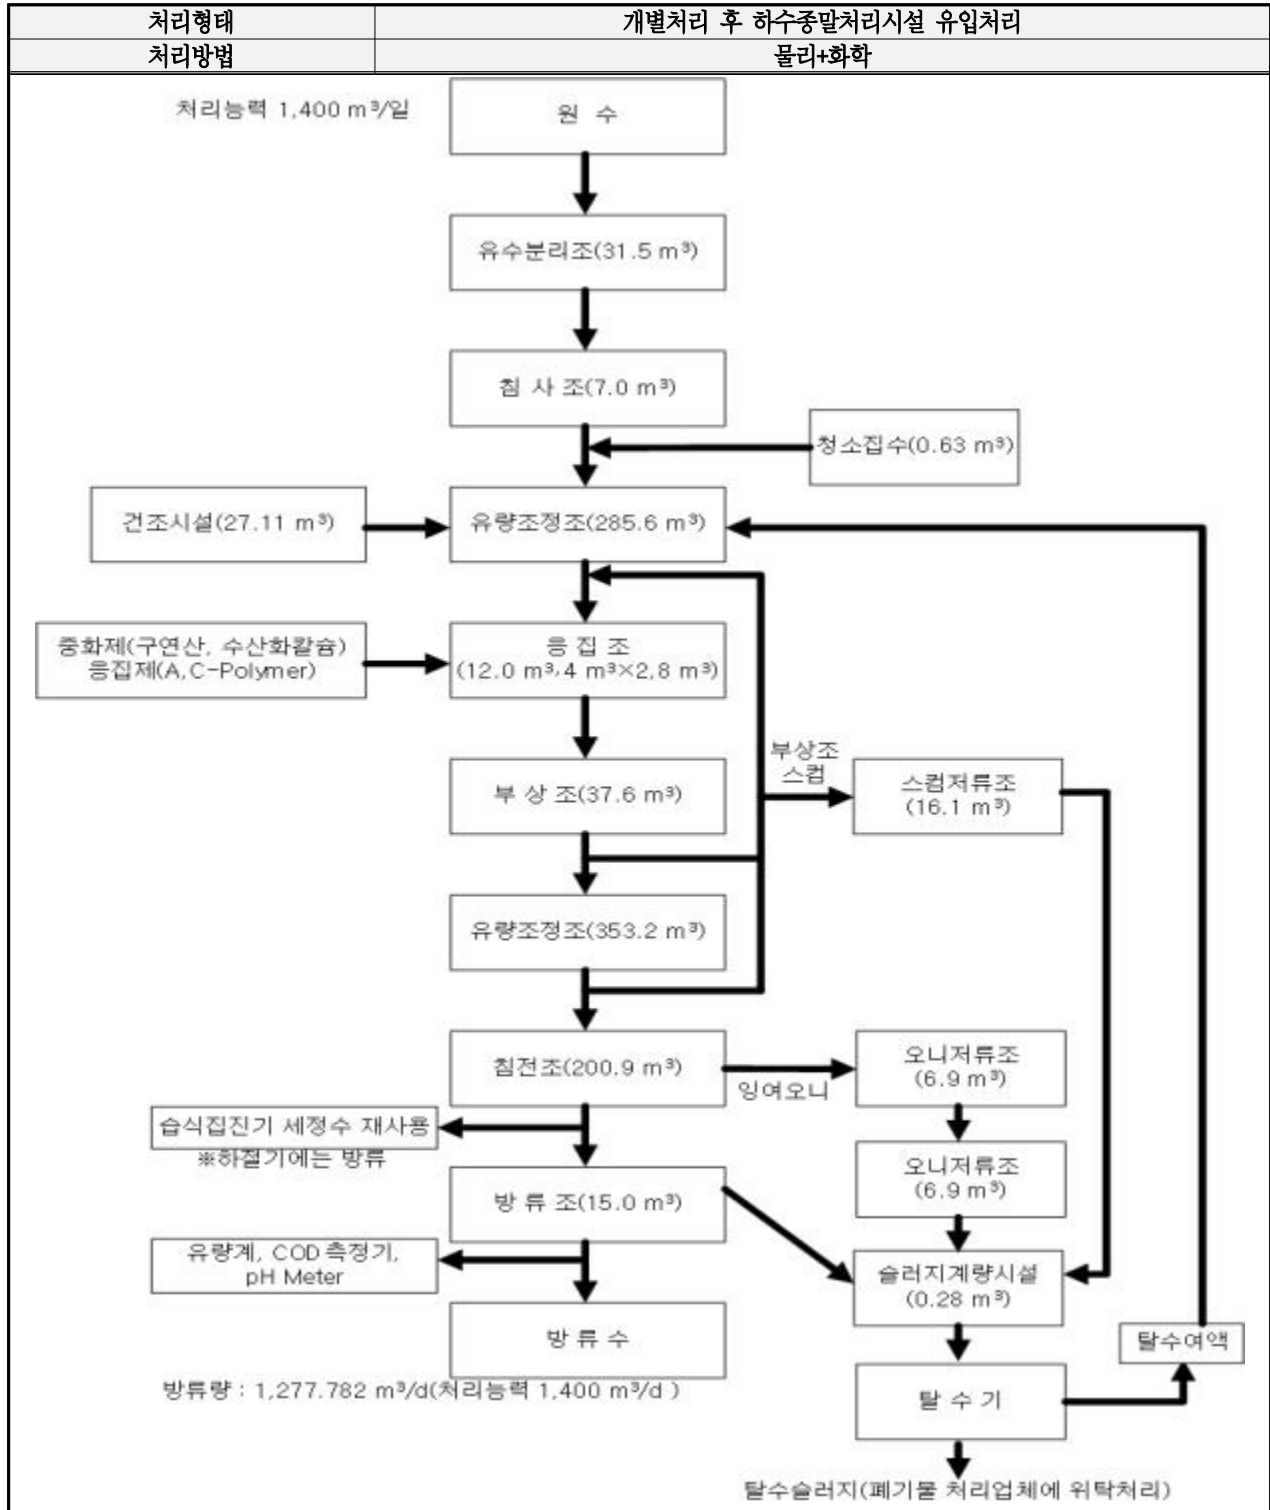 처리형태 개별처리 후 하수종말처리시설 유입처리
처리방법 물리+화학
처리능력 1,400 m³/일
원 수
유수분리조(31.5 m³)
침 사 조(7.0 m³)
청소집수(0.63 m³)
건조시설(27.11 m³)
유량조정조(285.6 m³)
중화제(구연산, 수산화칼슘)
응집제(A,C-Polymer)
응 집 조
(12.0 m³,4 m³×2,8 m³)
부상조
스컴
부 상 조(37.6 m³)
스컴저류조
(16.1 m³)
유량조정조(353.2 m³)
침전조(200.9 m³)
잉여오니
오니저류조
(6.9 m³)
습식집진기 세정수 재사용
※하절기에는 방류
오니저류조
(6.9 m³)
방 류 조(15.0 m³)
유량계, COD 측정기,
pH Meter
슬러지계량시설
(0.28 m³)
방 류 수
탈수여액
방류량 : 1,277.782 m³/d(처리능력 1,400 m³/d )
탈 수 기
탈수슬러지(폐기물 처리업체에 위탁처리)